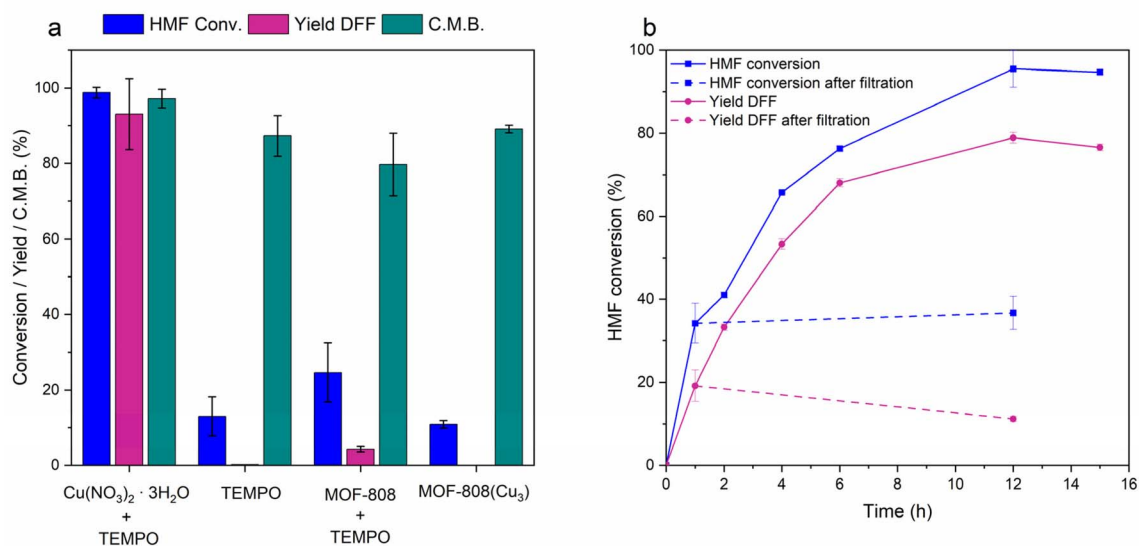 a
HMF Conv.
Yield DFF
C.M.B.
Conversion / Yield / C.M.B. (%)
100
80
60
40
20
0
Cu(NO₃)₂ · 3H₂O
+
TEMPO
TEMPO
MOF-808
+
TEMPO
MOF-808(Cu₃)
b
HMF conversion
HMF conversion after filtration
Yield DFF
Yield DFF after filtration
HMF conversion (%)
100
80
60
40
20
0
0 2 4 6 8 10 12 14 16
Time (h)